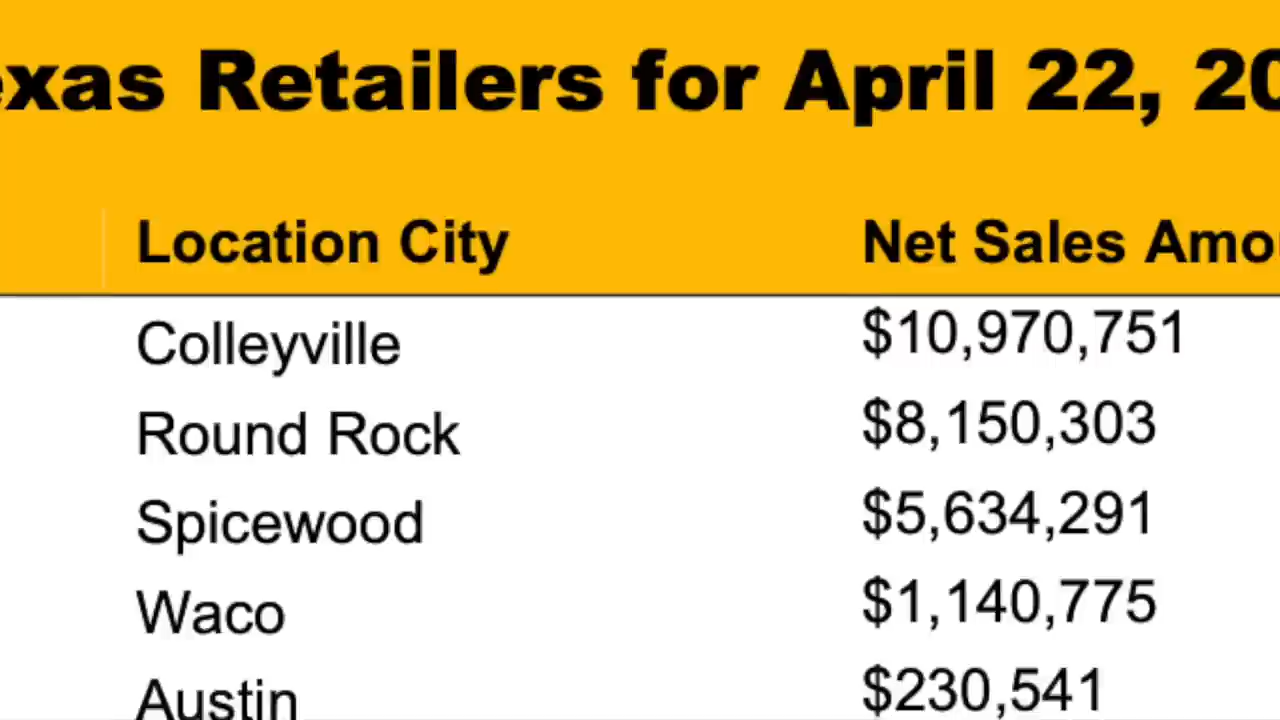 exas Retailers for April 22, 20
Location City Net Sales Amo
Colleyville $10,970,751
Round Rock $8,150,303
Spicewood $5,634,291
Waco $1,140,775
Austin $230,541